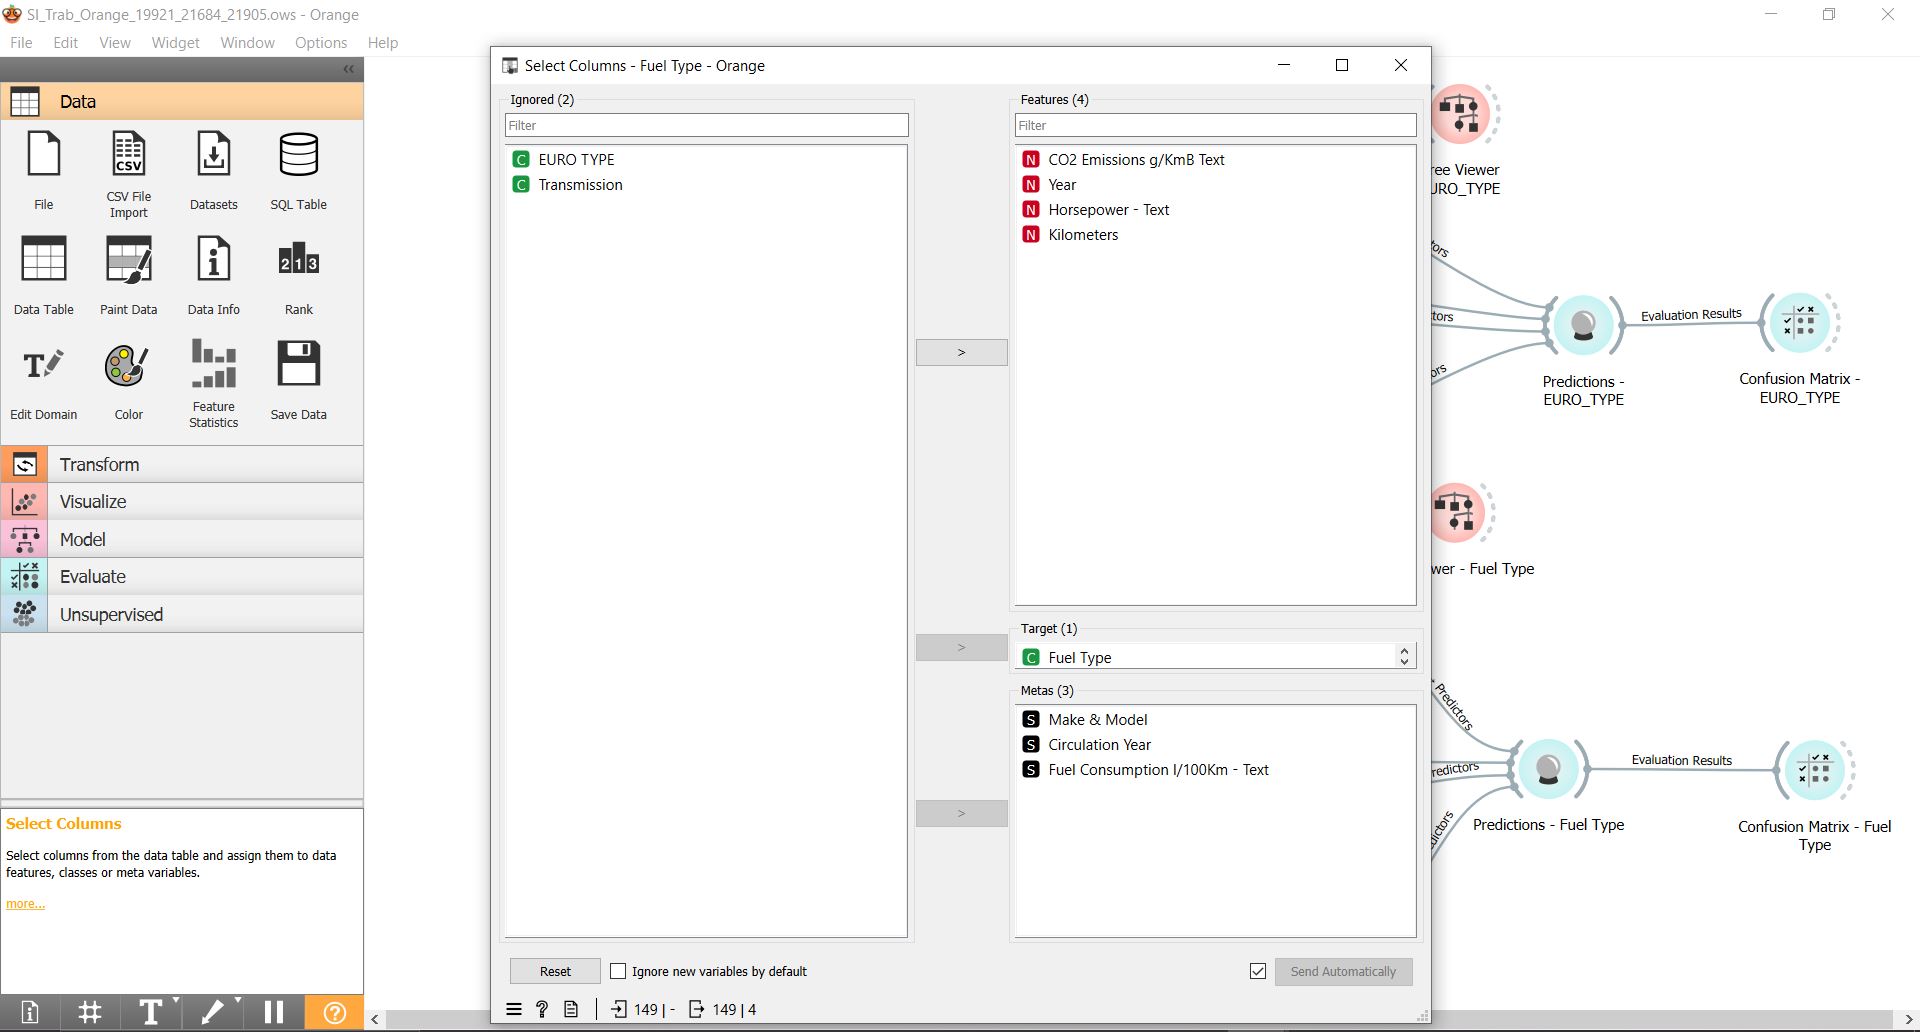 SI_Trab_Orange_19921_21684_21905.ows - Orange
File Edit View Widget Window Options Help
Data
File
CSV
CSV File
Import
Datasets
SQL Table
Data Table
Paint Data
Data Info
213
Rank
Edit Domain
Color
Feature
Statistics
Save Data
Transform
Visualize
Model
Evaluate
Unsupervised
Select Columns
Select columns from the data table and assign them to data
features, classes or meta variables.
more...
Select Columns - Fuel Type - Orange
Ignored (2)
Filter
C EURO TYPE
C Transmission
>
>
>
Features (4)
Filter
N CO2 Emissions g/KmB Text
N Year
N Horsepower - Text
N Kilometers
Target (1)
C Fuel Type
Metas (3)
S Make & Model
S Circulation Year
S Fuel Consumption l/100Km - Text
Reset
Ignore new variables by default
Send Automatically
149 | -
149 | 4
ree Viewer
URO_TYPE
tors
tors
ors
Evaluation Results
Predictions -
EURO_TYPE
Confusion Matrix -
EURO_TYPE
wer - Fuel Type
Predictors
redictors
dictors
Evaluation Results
Predictions - Fuel Type
Confusion Matrix - Fuel
Type